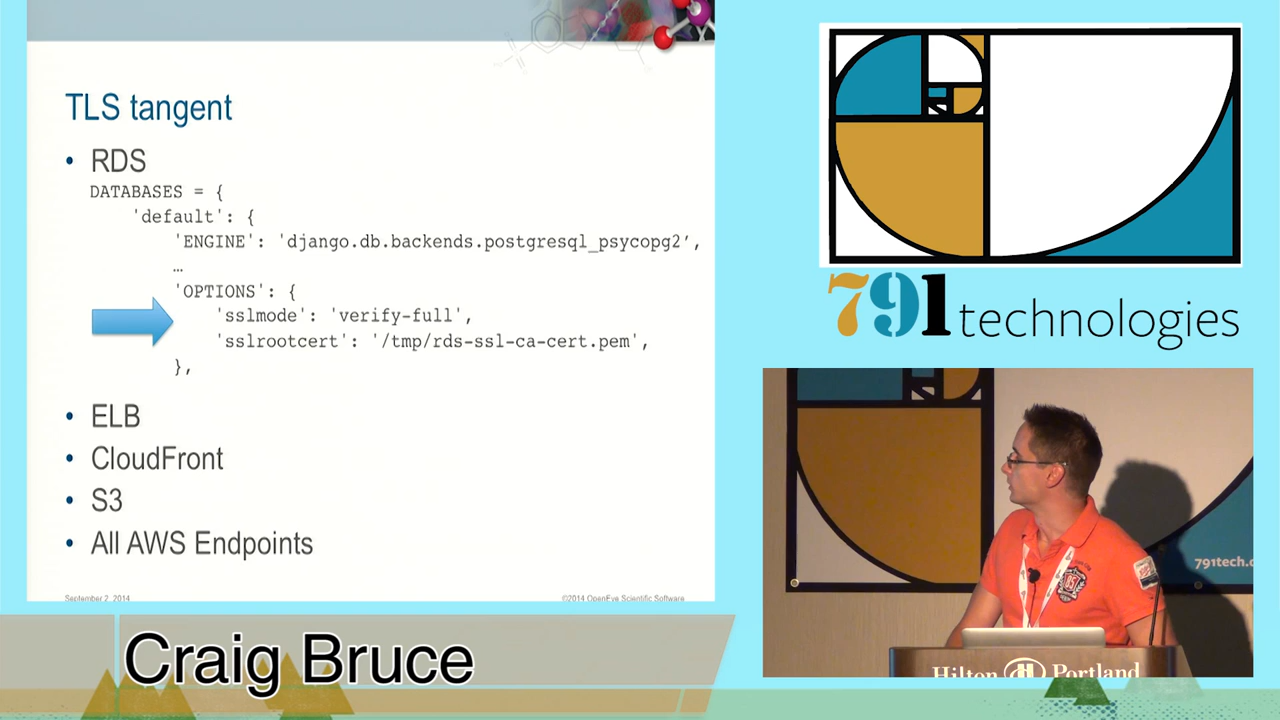 TLS tangent
• RDS
DATABASES = {
'default': {
'ENGINE': 'django.db.backends.postgresql_psycopg2’,
…
'OPTIONS': {
'sslmode': 'verify-full',
'sslrootcert': '/tmp/rds-ssl-ca-cert.pem',
},
• ELB
• CloudFront
• S3
• All AWS Endpoints
September 2, 2014
©2014 OpenEye Scientific Software
791 technologies
791tech.c
Hilton Portland
Craig Bruce